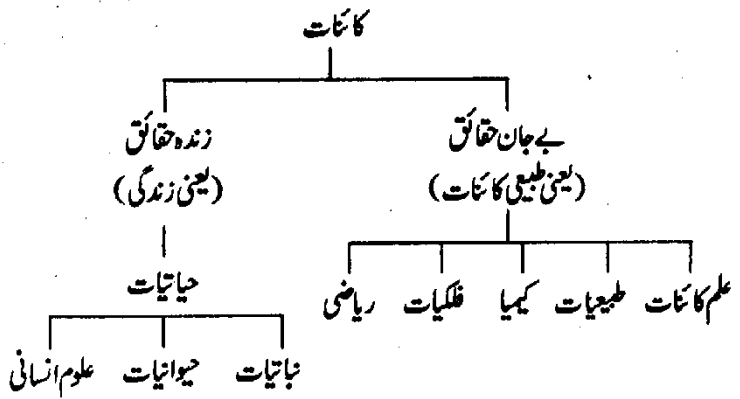 کائنات
بے جان حقائق زندہ حقائق
(یعنی طبیعی کائنات) (یعنی زندگی)
علم کائنات طبیعیات کیمیا فلکیات ریاضی
حیاتیات
نباتیات حیوانیات علوم انسانی